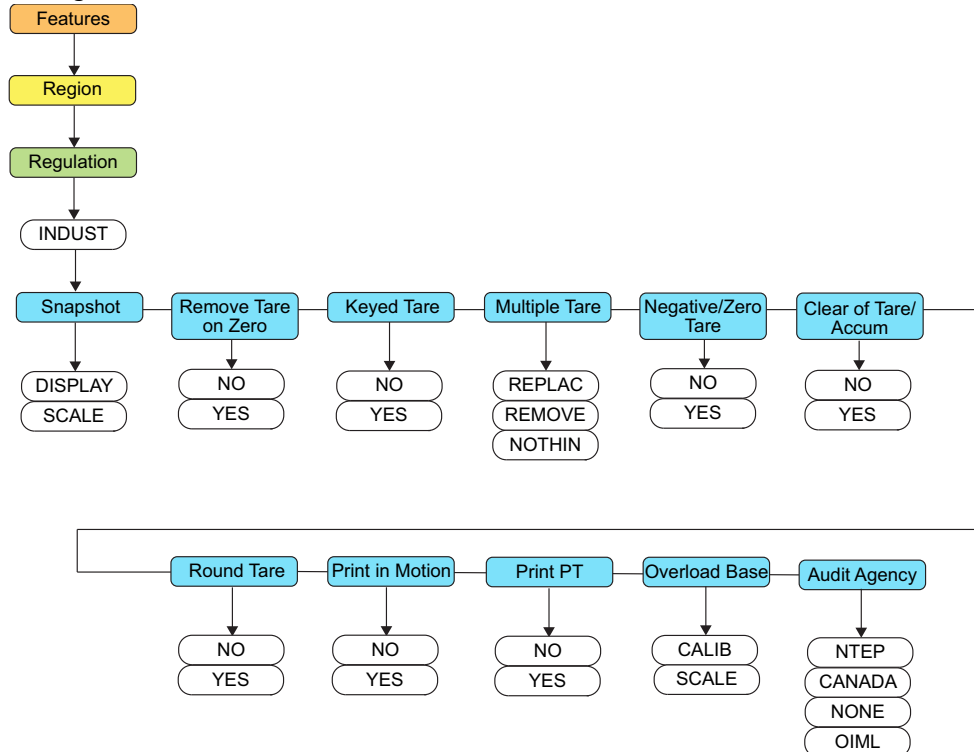 Features
Region
Regulation
INDUST
Snapshot
Remove Tare
on Zero
Keyed Tare
Multiple Tare
Negative/Zero
Tare
Clear of Tare/
Accum
DISPLAY
SCALE
NO
YES
NO
YES
REPLAC
REMOVE
NOTHIN
NO
YES
NO
YES
Round Tare
Print in Motion
Print PT
Overload Base
Audit Agency
NO
YES
NO
YES
NO
YES
CALIB
SCALE
NTEP
CANADA
NONE
OIML